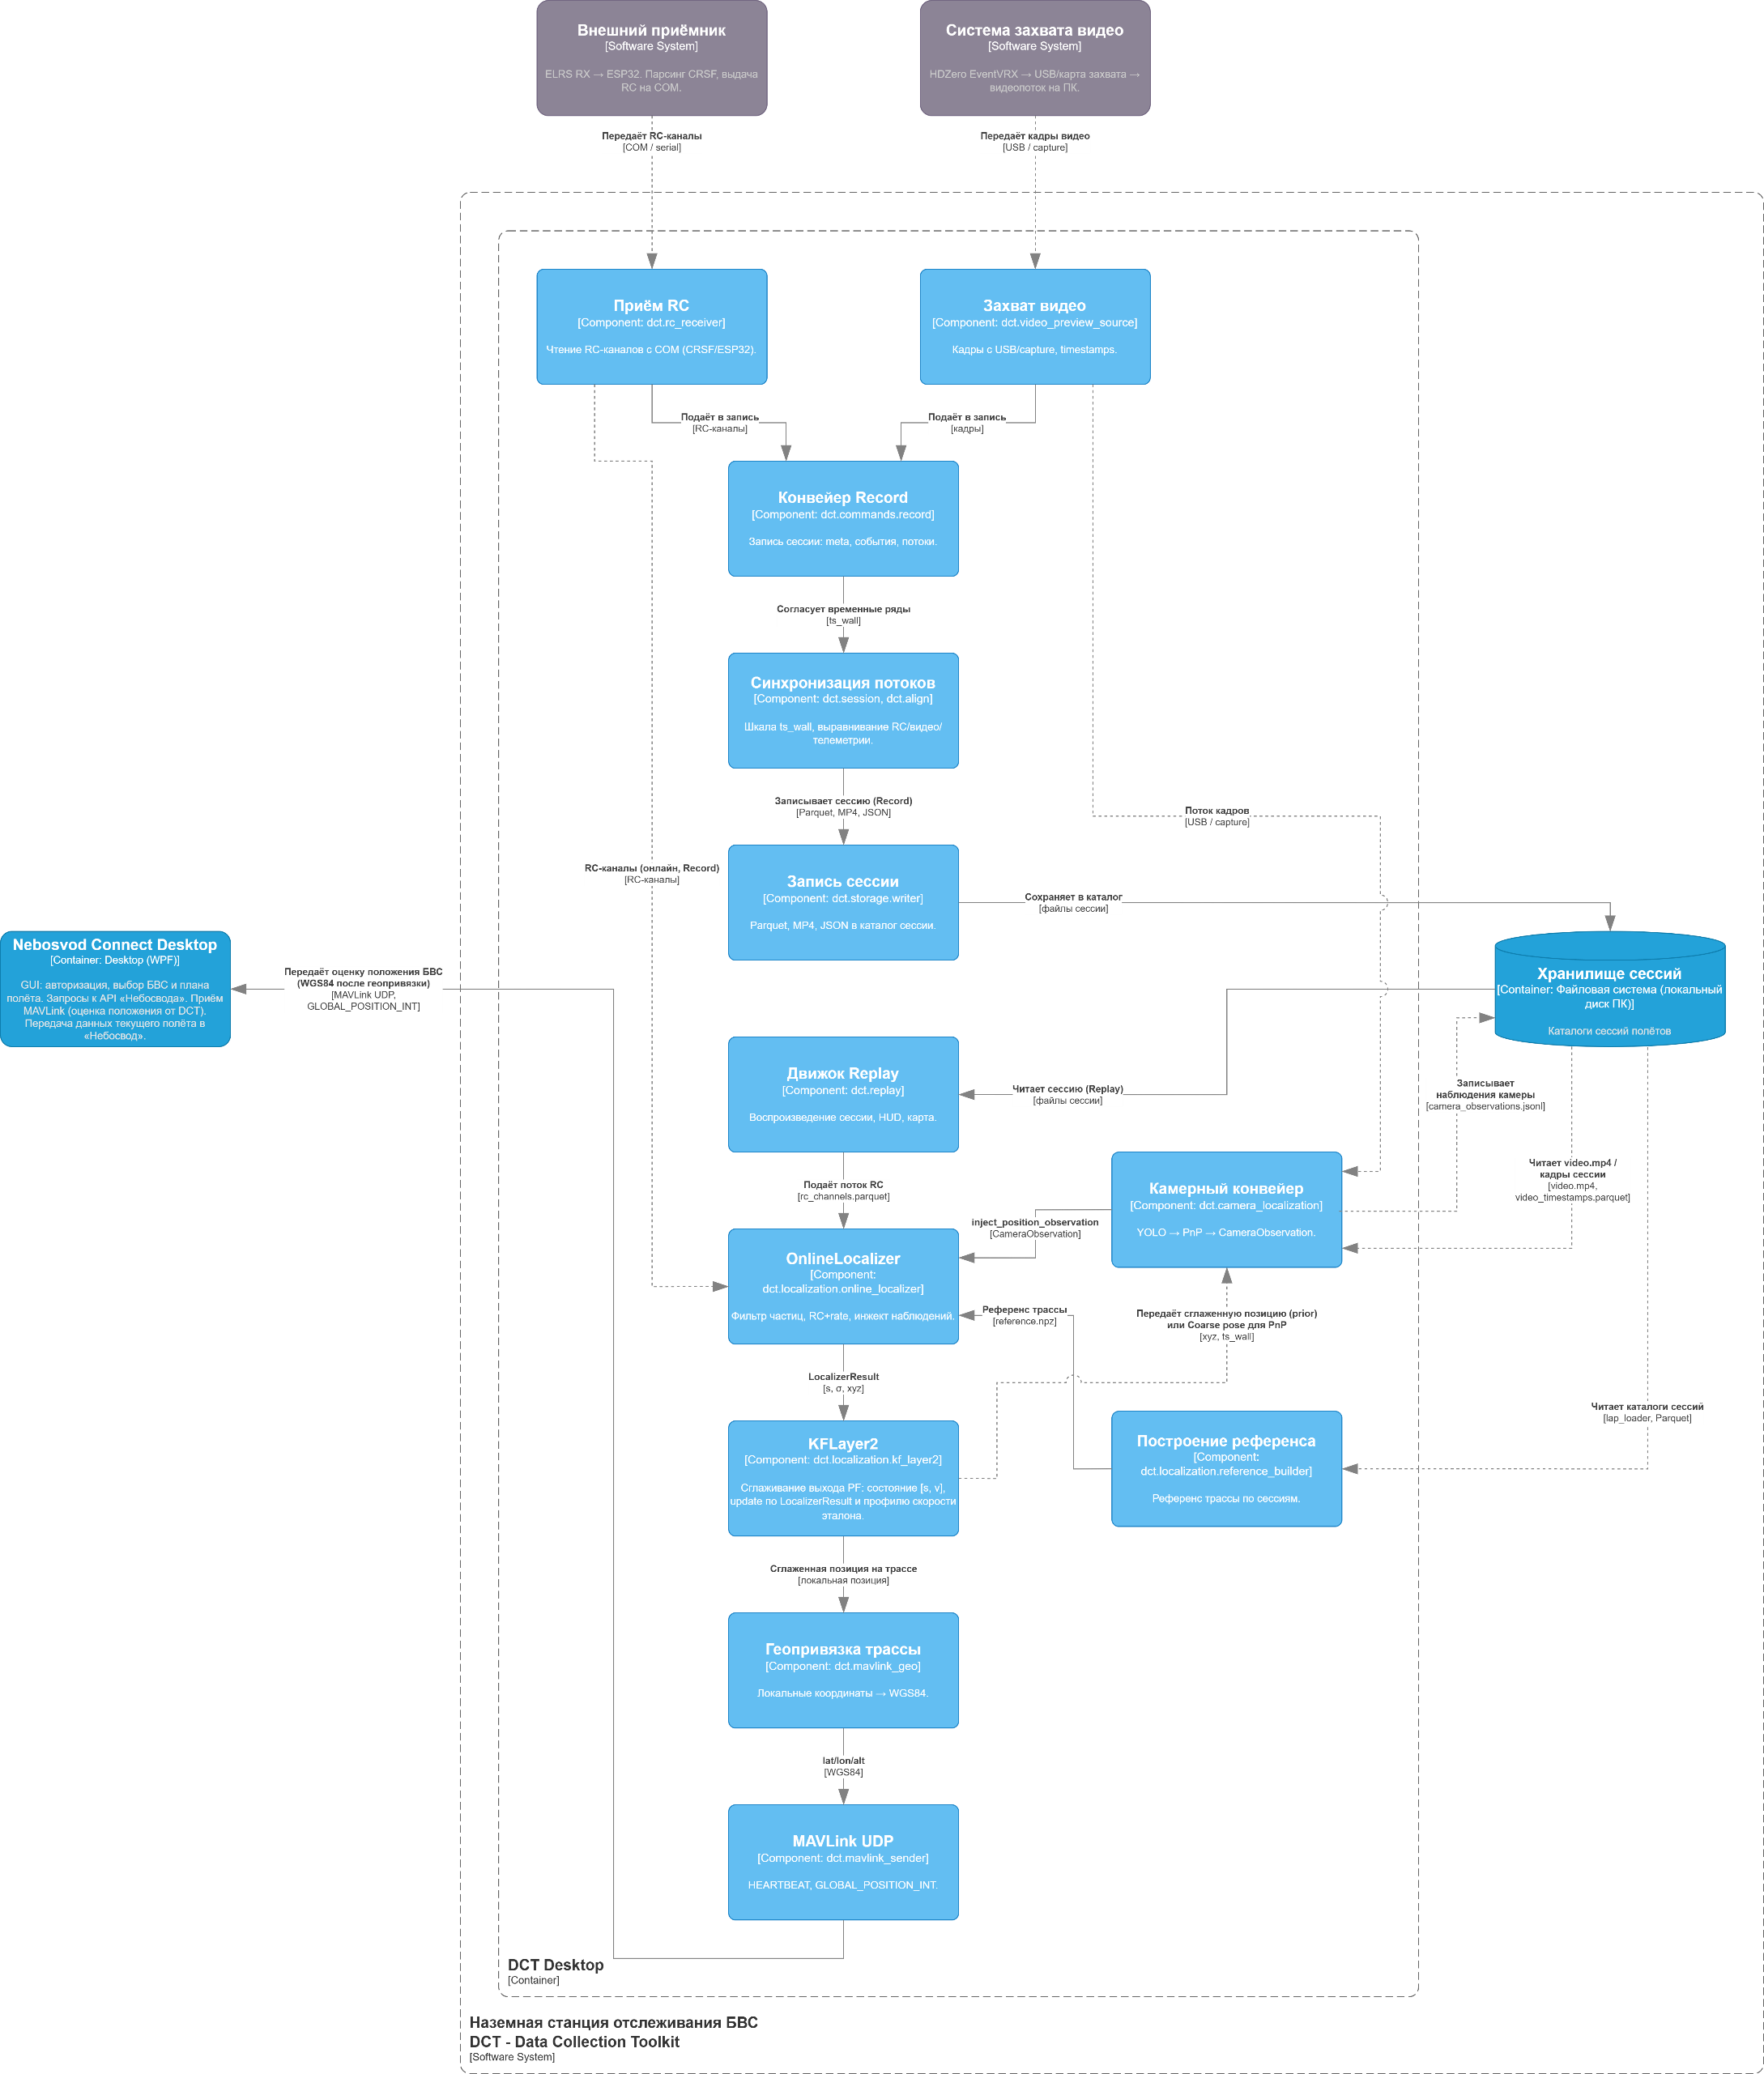 Внешний приёмник
[Software System]
ELRS RX → ESP32. Парсинг CRSF, выдача
RC на COM.
Система захвата видео
[Software System]
HDZero EventVRX → USB/карта захвата →
видеопоток на ПК.
Передаёт RC-каналы
[COM / serial]
Передаёт кадры видео
[USB / capture]
Приём RC
[Component: dct.rc_receiver]
Чтение RC-каналов с COM (CRSF/ESP32).
Захват видео
[Component: dct.video_preview_source]
Кадры с USB/capture, timestamps.
Подаёт в запись
[RC-каналы]
Подаёт в запись
[кадры]
Конвейер Record
[Component: dct.commands.record]
Запись сессии: meta, события, потоки.
Согласует временные ряды
[ts_wall]
Синхронизация потоков
[Component: dct.session, dct.align]
Шкала ts_wall, выравнивание RC/видео/
телеметрии.
Записывает сессию (Record)
[Parquet, MP4, JSON]
Поток кадров
[USB / capture]
RC-каналы (онлайн, Record)
[RC-каналы]
Запись сессии
[Component: dct.storage.writer]
Parquet, MP4, JSON в каталог сессии.
Сохраняет в каталог
[файлы сессии]
Nebosvod Connect Desktop
[Container: Desktop (WPF)]
GUI: авторизация, выбор БВС и плана
полёта. Запросы к API «Небосвода». Приём
MAVLink (оценка положения от DCT).
Передача данных текущего полёта в
«Небосвод».
Передаёт оценку положения БВС
(WGS84 после геопривязки)
[MAVLink UDP,
GLOBAL_POSITION_INT]
Хранилище сессий
[Container: Файловая система (локальный
диск ПК)]
Каталоги сессий полётов
Движок Replay
[Component: dct.replay]
Воспроизведение сессии, HUD, карта.
Читает сессию (Replay)
[файлы сессии]
Записывает
наблюдения камеры
[camera_observations.jsonl]
Читает video.mp4 /
кадры сессии
[video.mp4,
video_timestamps.parquet]
Подаёт поток RC
[rc_channels.parquet]
Камерный конвейер
[Component: dct.camera_localization]
YOLO → PnP → CameraObservation.
inject_position_observation
[CameraObservation]
OnlineLocalizer
[Component:
dct.localization.online_localizer]
Фильтр частиц, RC+rate, инжект наблюдений.
Референс трассы
[reference.npz]
Передаёт сглаженную позицию (prior)
или Coarse pose для PnP
[xyz, ts_wall]
LocalizerResult
[s, σ, xyz]
Читает каталоги сессий
[lap_loader, Parquet]
KFLayer2
[Component: dct.localization.kf_layer2]
Сглаживание выхода PF: состояние [s, v],
update по LocalizerResult и профилю скорости
эталона.
Построение референса
[Component:
dct.localization.reference_builder]
Референс трассы по сессиям.
Сглаженная позиция на трассе
[локальная позиция]
Геопривязка трассы
[Component: dct.mavlink_geo]
Локальные координаты → WGS84.
lat/lon/alt
[WGS84]
MAVLink UDP
[Component: dct.mavlink_sender]
HEARTBEAT, GLOBAL_POSITION_INT.
DCT Desktop
[Container]
Наземная станция отслеживания БВС
DCT - Data Collection Toolkit
[Software System]